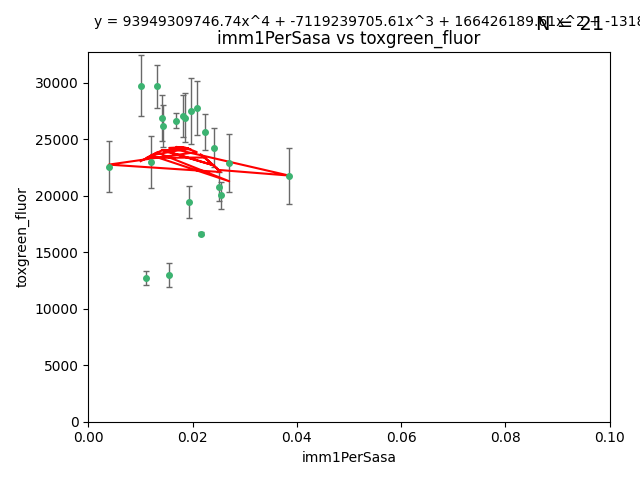 y = 93949309746.74x^4 + -7119239705.61x^3 + 166426189.61x^2 + -1318
N = 21
imm1PerSasa vs toxgreen_fluor
30000
25000
20000
15000
10000
5000
0
toxgreen_fluor
0.00 0.02 0.04 0.06 0.08 0.10
imm1PerSasa